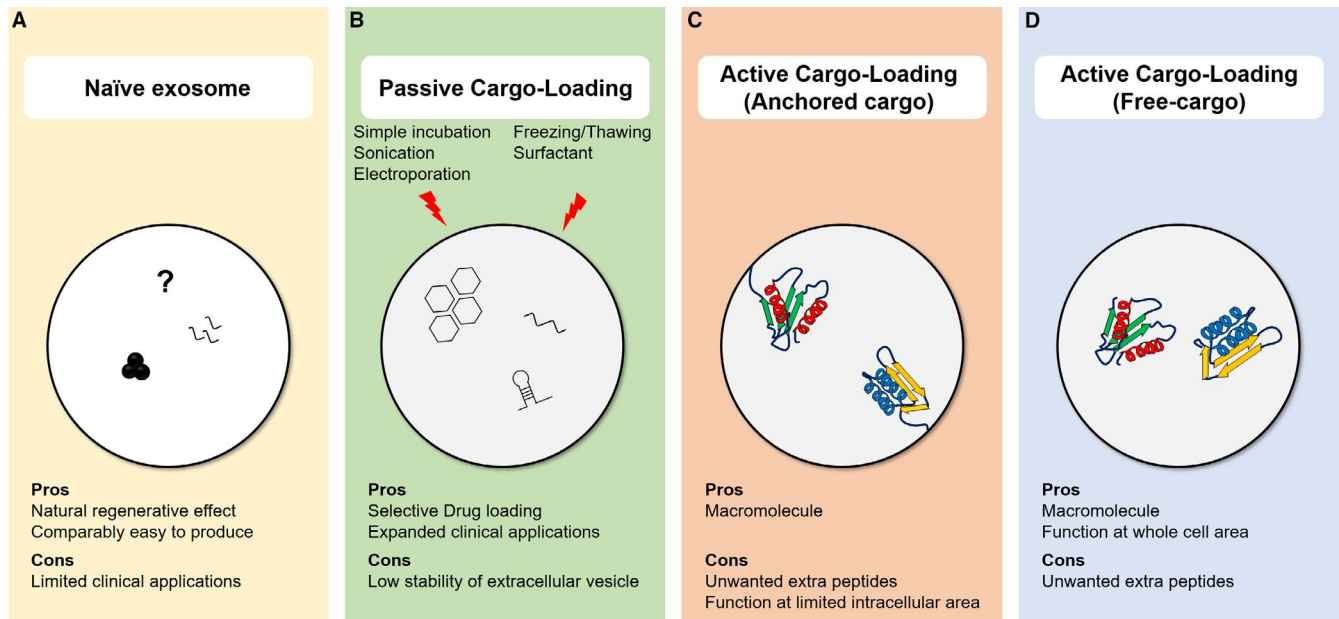 A
Naïve exosome
?
Pros
Natural regenerative effect
Comparably easy to produce
Cons
Limited clinical applications
B
Passive Cargo-Loading
Simple incubation
Sonication
Electroporation
Freezing/Thawing
Surfactant
Pros
Selective Drug loading
Expanded clinical applications
Cons
Low stability of extracellular vesicle
C
Active Cargo-Loading
(Anchored cargo)
Pros
Macromolecule
Cons
Unwanted extra peptides
Function at limited intracellular area
D
Active Cargo-Loading
(Free-cargo)
Pros
Macromolecule
Function at whole cell area
Cons
Unwanted extra peptides